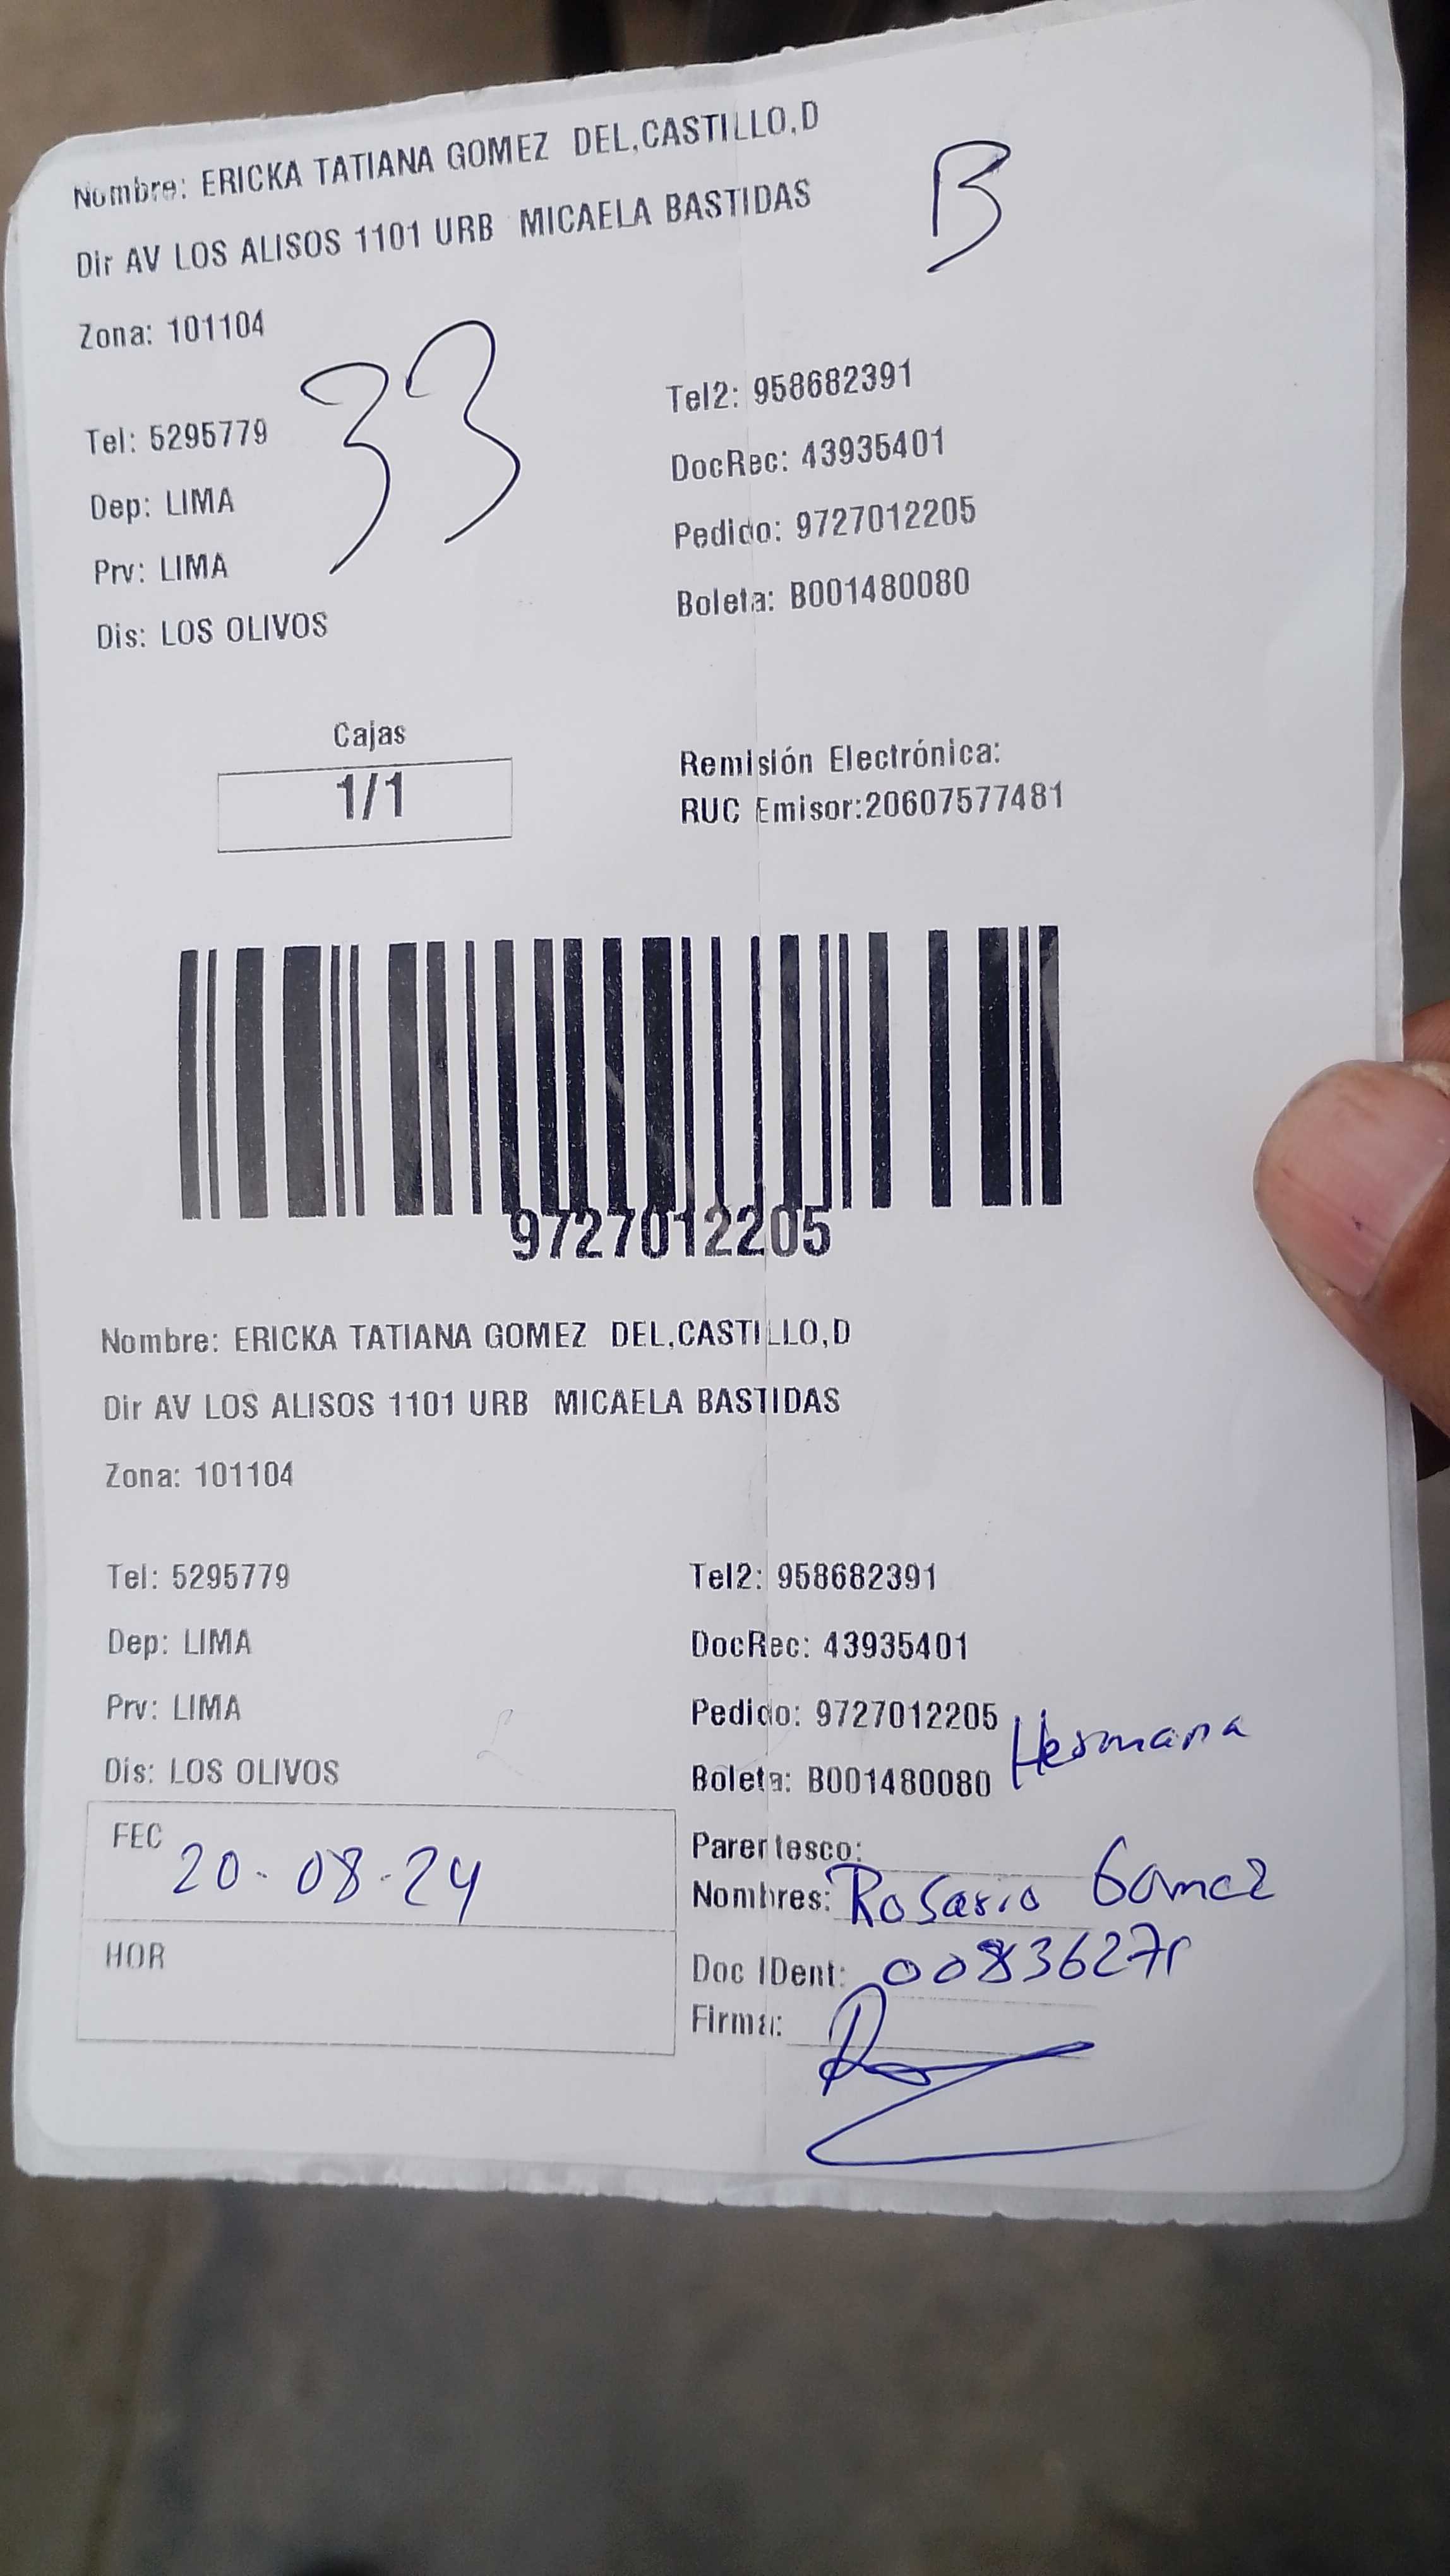 Nombre: ERICKA TATIANA GOMEZ DEL,CASTILLO,D
B
Dir AV LOS ALISOS 1101 URB MICAELA BASTIDAS
Zona: 101104
33
Tel: 5295779
Tel2: 958682391
Dep: LIMA
DocRec: 43935401
Prv: LIMA
Pedido: 9727012205
Dis: LOS OLIVOS
Boleta: B001480080
Cajas
1/1
Remisión Electrónica:
RUC Emisor:20607577481
9727012205
Nombre: ERICKA TATIANA GOMEZ DEL,CASTILLO,D
Dir AV LOS ALISOS 1101 URB MICAELA BASTIDAS
Zona: 101104
Tel: 5295779
Tel2: 958682391
Dep: LIMA
DocRec: 43935401
Prv: LIMA
Pedido: 9727012205
Hermana
Dis: LOS OLIVOS
Boleta: B001480080
FEC 20-08-24
Parentesco:
Nombres: Rosario Gomez
HOR
Doc IDent:
Firma: